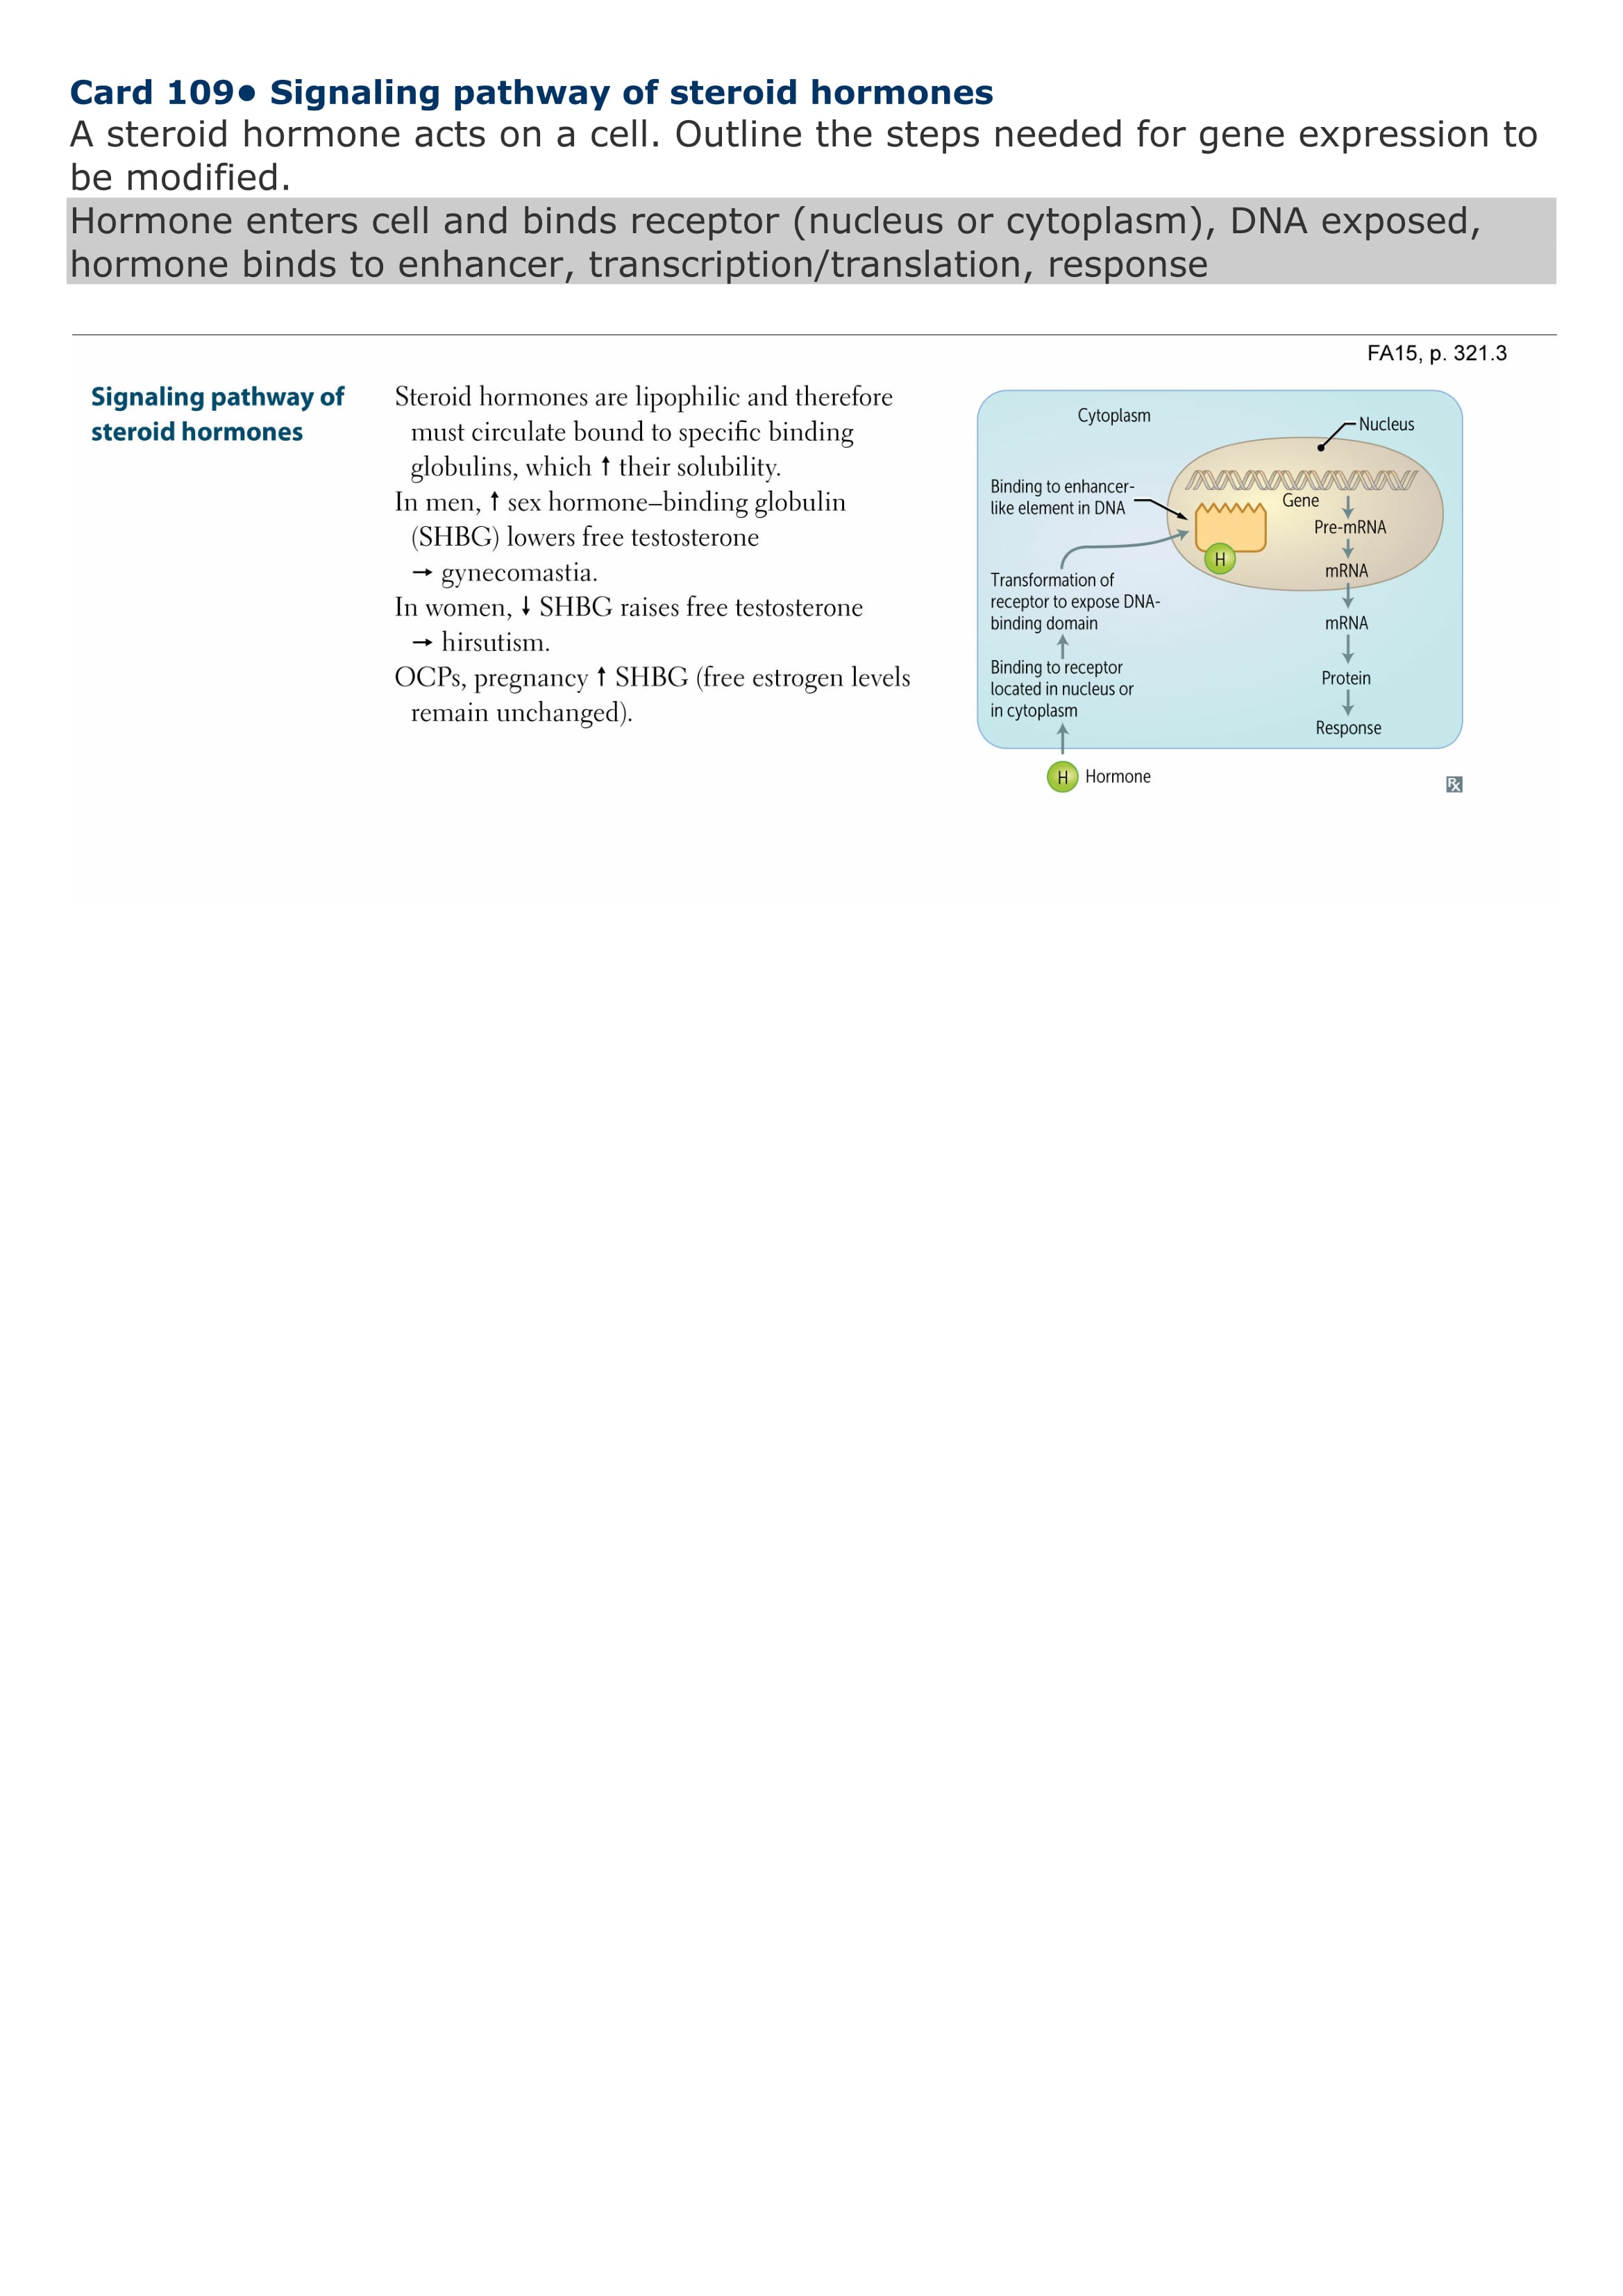 Card 109• Signaling pathway of steroid hormones
A steroid hormone acts on a cell. Outline the steps needed for gene expression to
be modified.
Hormone enters cell and binds receptor (nucleus or cytoplasm), DNA exposed,
hormone binds to enhancer, transcription/translation, response
FA15, p. 321.3
Signaling pathway of
steroid hormones
Steroid hormones are lipophilic and therefore
must circulate bound to specific binding
globulins, which ↑ their solubility.
In men, ↑ sex hormone–binding globulin
(SHBG) lowers free testosterone
→ gynecomastia.
In women, ↓ SHBG raises free testosterone
→ hirsutism.
OCPs, pregnancy ↑ SHBG (free estrogen levels
remain unchanged).
Cytoplasm
Nucleus
Binding to enhancer-
like element in DNA
Gene
Pre-mRNA
mRNA
H
Transformation of
receptor to expose DNA-
binding domain
mRNA
Binding to receptor
located in nucleus or
in cytoplasm
Protein
Response
H Hormone
Rx